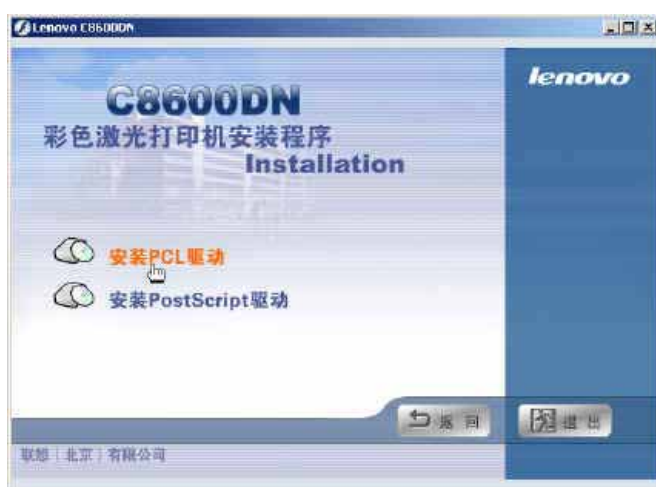 Lenovo C8600DN
lenovo
C8600DN
彩色激光打印机安装程序
Installation
安装PCL驱动
安装PostScript驱动
返回
退出
联想｜北京｜有限公司